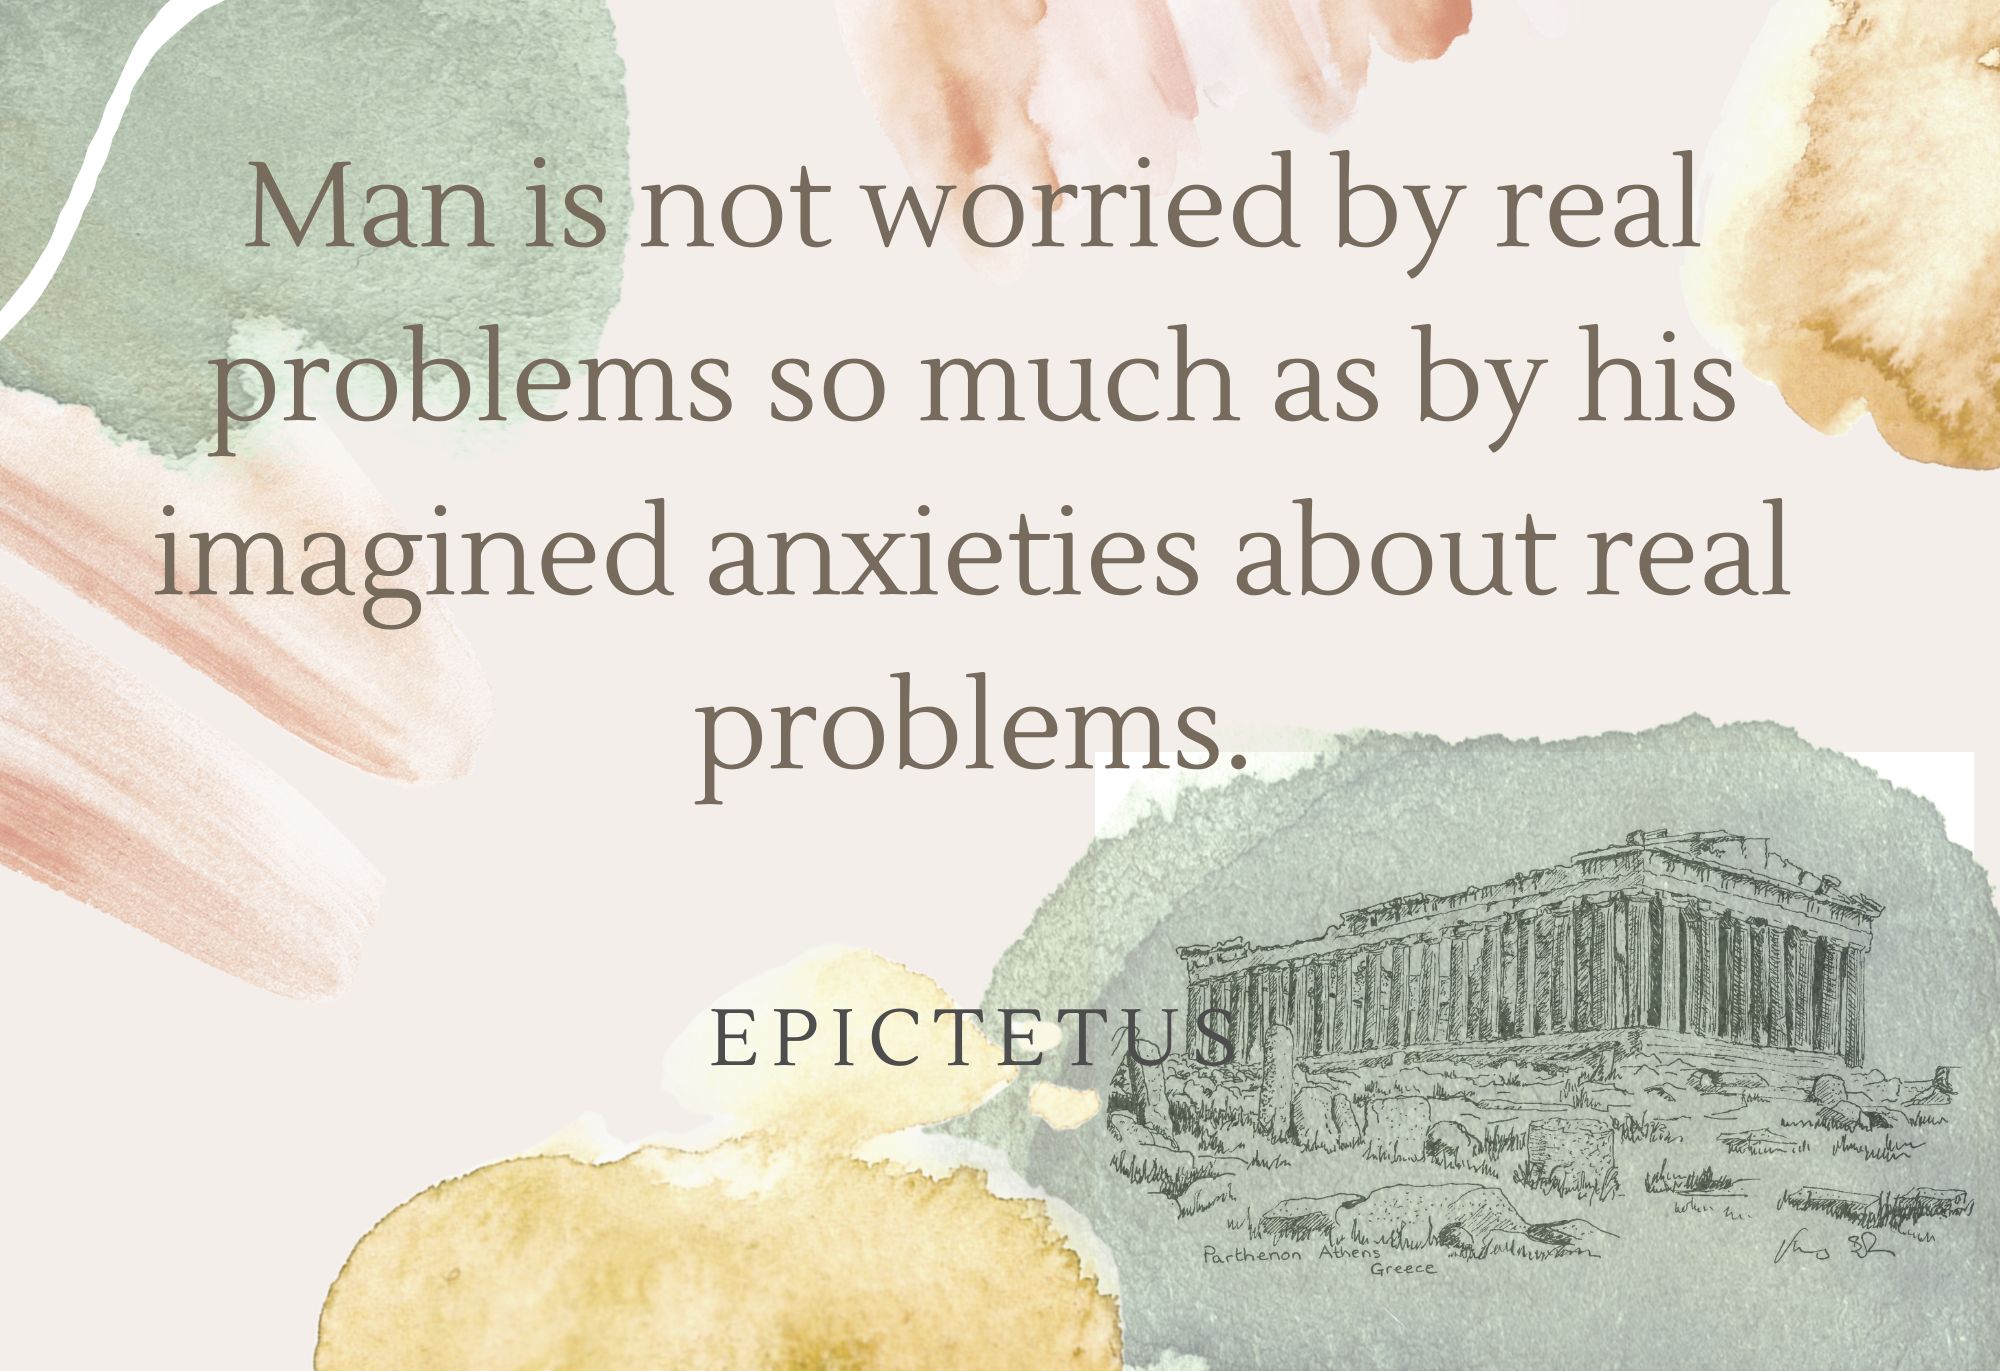 Man is not worried by real
problems so much as by his
imagined anxieties about real
problems.
EPICTETUS
Parthenon Athens
Greece